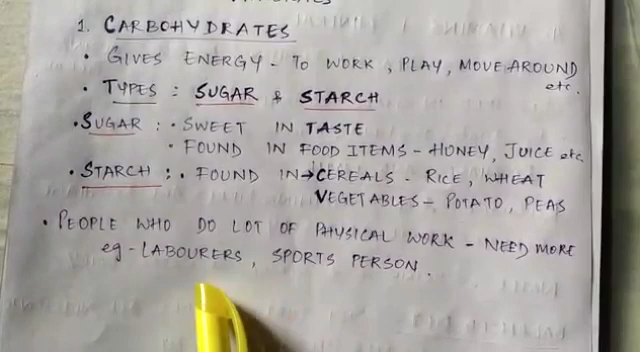 1. CARBOHYDRATES
• GIVES ENERGY - TO WORK, PLAY, MOVE AROUND
etc.
• TYPES : SUGAR & STARCH
• SUGAR : • SWEET IN TASTE
• FOUND IN FOOD ITEMS - HONEY, JUICE etc
• STARCH : • FOUND IN → CEREALS - RICE, WHEAT
VEGETABLES - POTATO, PEAS
• PEOPLE WHO DO LOT OF PHYSICAL WORK - NEED MORE
eg - LABOURERS, SPORTS PERSON.